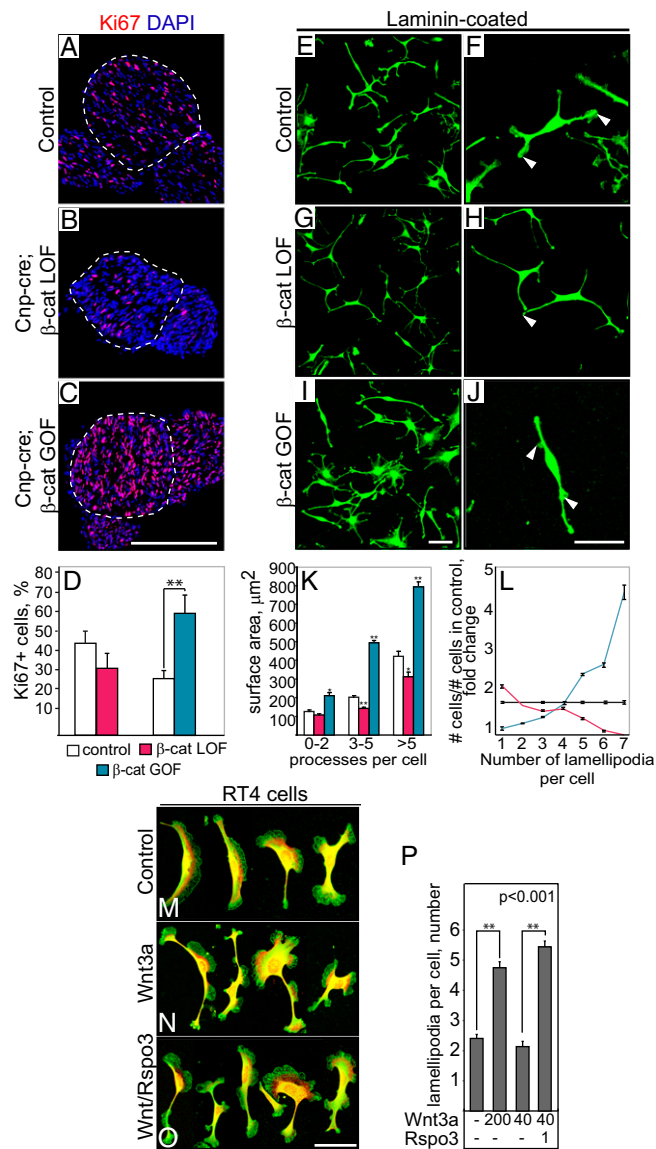 Ki67 DAPI
Laminin-coated
A
Control
B
Cnp-cre;
β-cat LOF
C
Cnp-cre;
β-cat GOF
E
F
Control
G
H
β-cat LOF
I
J
β-cat GOF
D
Ki67+ cells, %
80
70
60
50
40
30
20
10
**
control
β-cat LOF
β-cat GOF
K
surface area, μm2
900
800
700
600
500
400
300
200
100
*
**
**
**
*
0-2
3-5
>5
processes per cell
L
# cells/# cells in control,
fold change
5
4
2
1
1 2 3 4 5 6 7
Number of lamellipodia
per cell
RT4 cells
Control
M
Wnt3a
N
Wnt/Rspo3
O
P
p<0.001
lamellipodia per cell, number
6
5
4
3
2
1
**
**
Wnt3a - 200 40 40
Rspo3 - - - 1